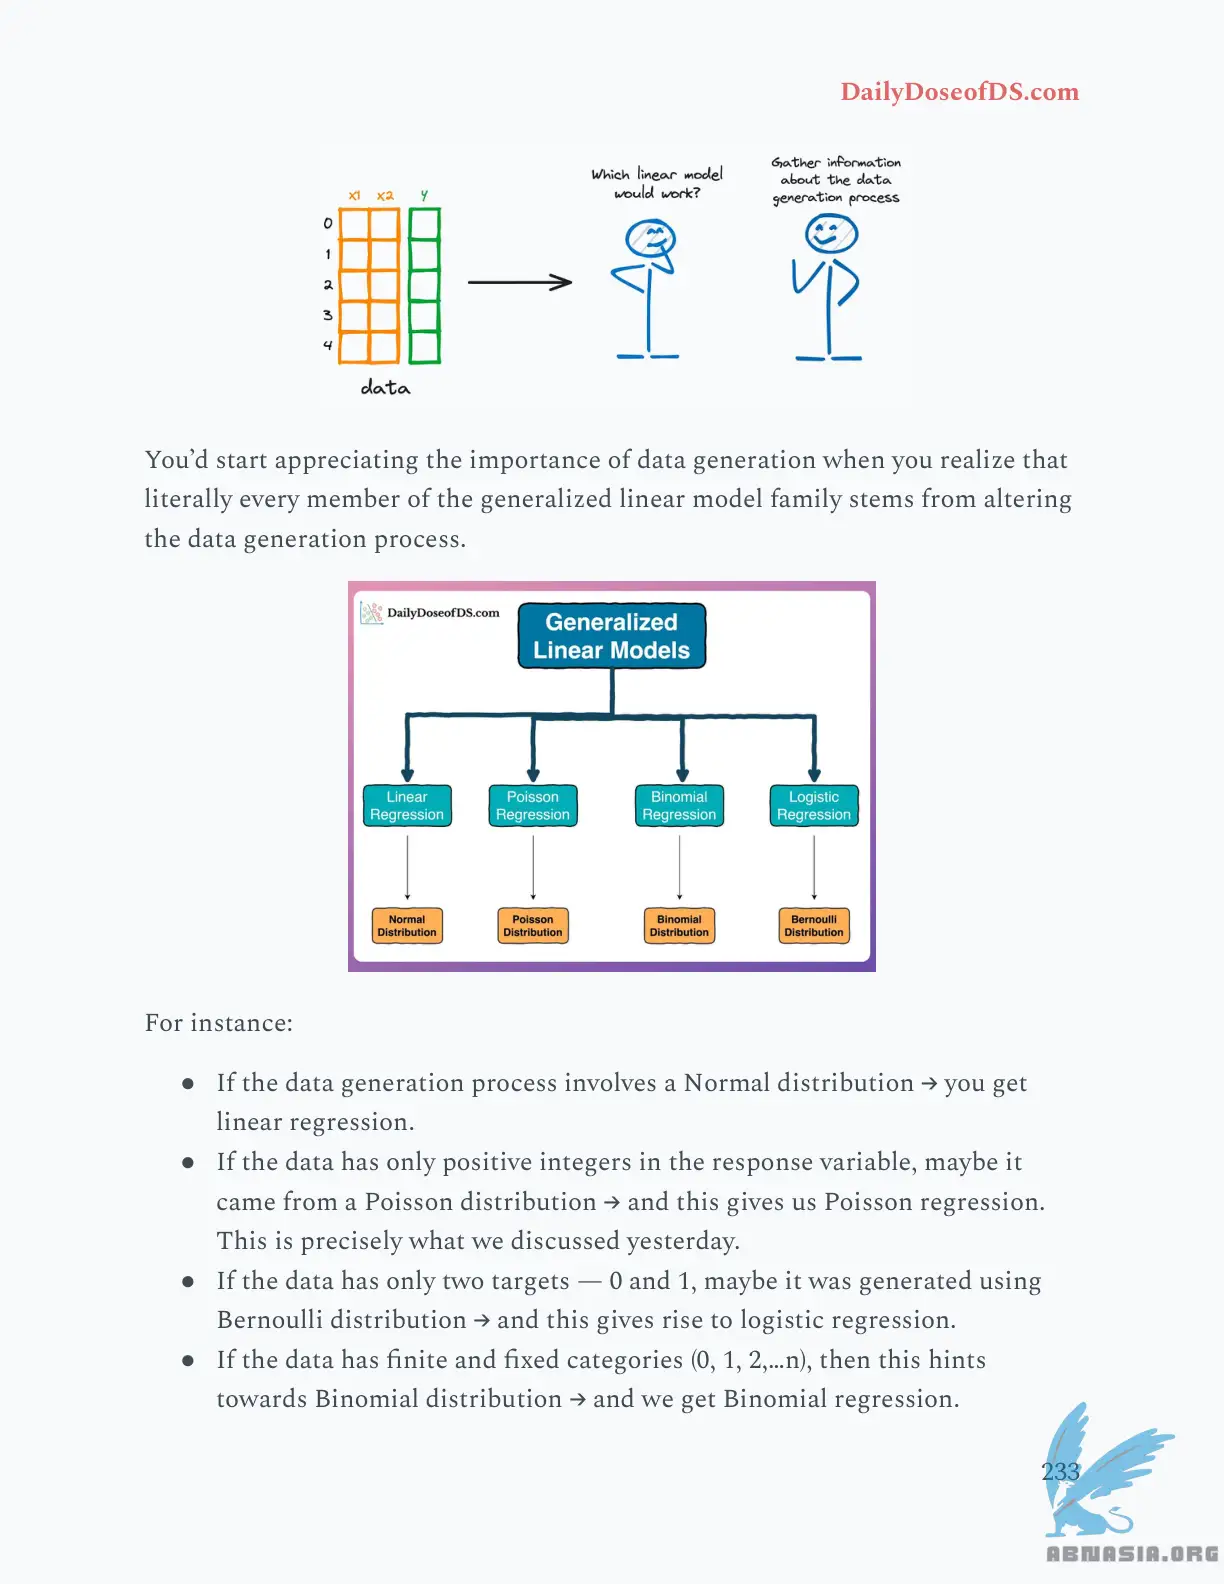 DailyDoseofDS.com
Which linear model
would work?
Gather information
about the data
generation process
x1 x2 y
0
1
2
3
4
data
You’d start appreciating the importance of data generation when you realize that
literally every member of the generalized linear model family stems from altering
the data generation process.
DailyDoseofDS.com
Generalized
Linear Models
Linear
Regression
Poisson
Regression
Binomial
Regression
Logistic
Regression
Normal
Distribution
Poisson
Distribution
Binomial
Distribution
Bernoulli
Distribution
For instance:
● If the data generation process involves a Normal distribution → you get
linear regression.
● If the data has only positive integers in the response variable, maybe it
came from a Poisson distribution → and this gives us Poisson regression.
This is precisely what we discussed yesterday.
● If the data has only two targets — 0 and 1, maybe it was generated using
Bernoulli distribution → and this gives rise to logistic regression.
● If the data has finite and fixed categories (0, 1, 2,…n), then this hints
towards Binomial distribution → and we get Binomial regression.
233
ABNASIA.ORG